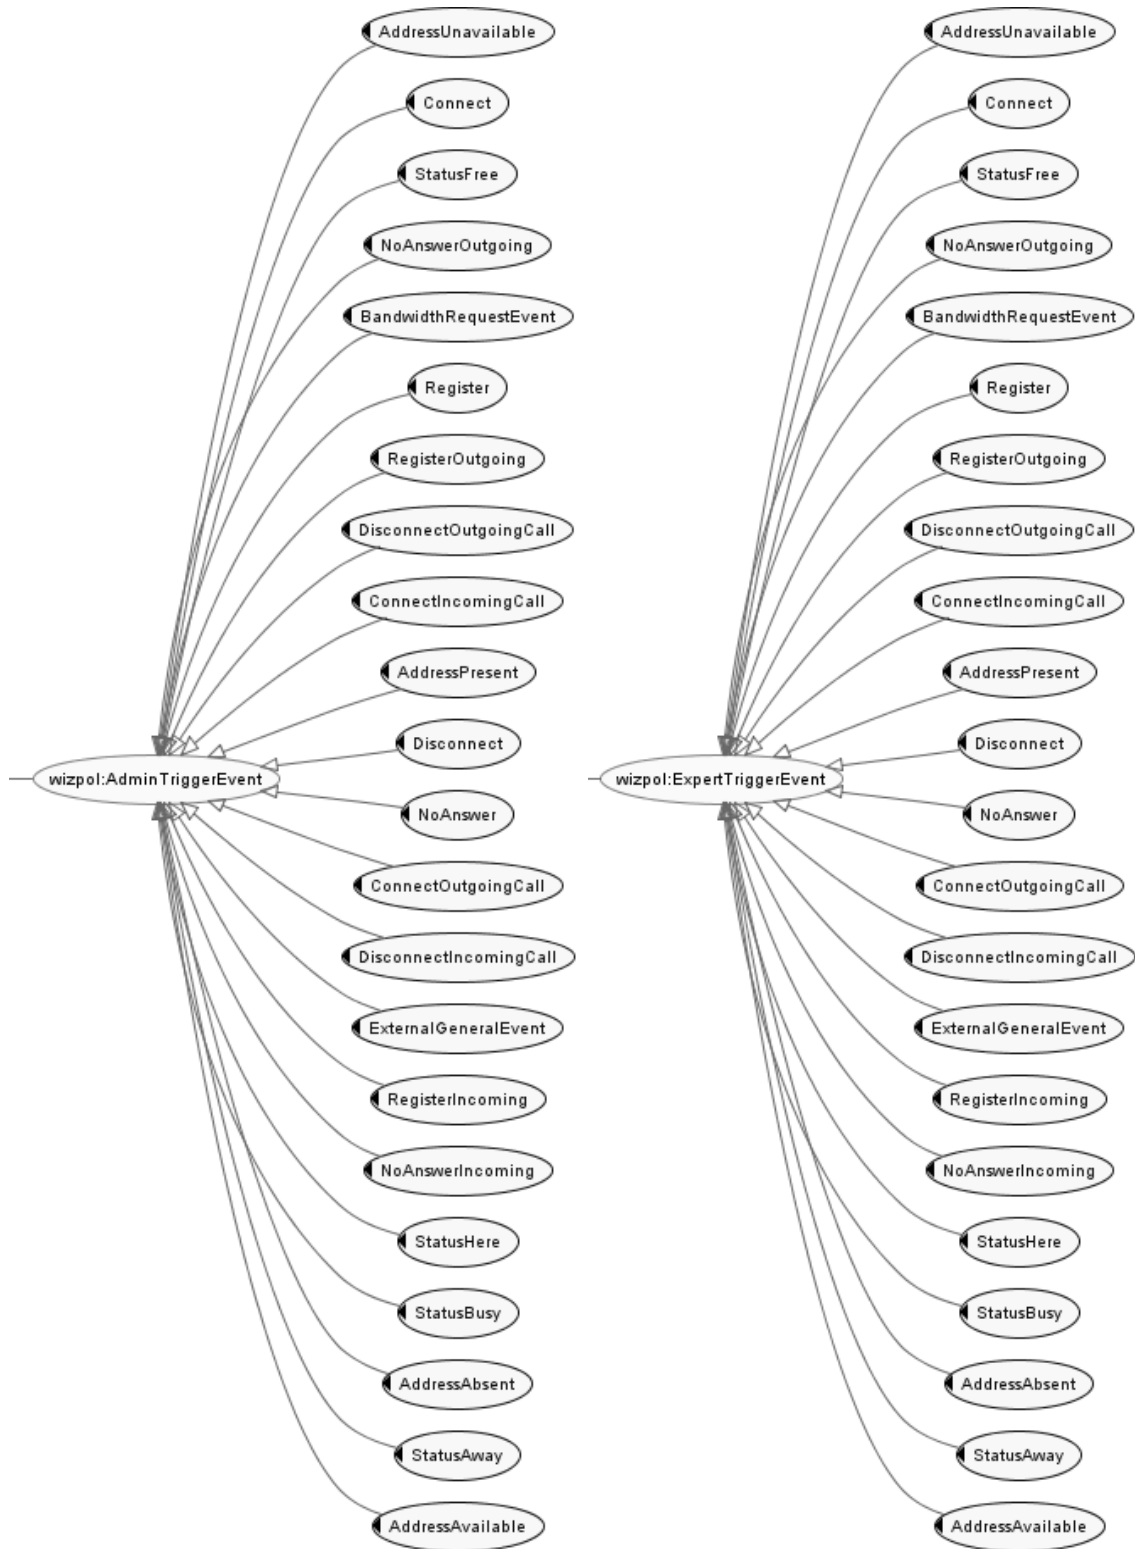 AddressUnavailable
Connect
StatusFree
NoAnswerOutgoing
BandwidthRequestEvent
Register
RegisterOutgoing
DisconnectOutgoingCall
ConnectIncomingCall
AddressPresent
Disconnect
wizpol:AdminTriggerEvent
NoAnswer
ConnectOutgoingCall
DisconnectIncomingCall
ExternalGeneralEvent
RegisterIncoming
NoAnswerIncoming
StatusHere
StatusBusy
AddressAbsent
StatusAway
AddressAvailable
AddressUnavailable
Connect
StatusFree
NoAnswerOutgoing
BandwidthRequestEvent
Register
RegisterOutgoing
DisconnectOutgoingCall
ConnectIncomingCall
AddressPresent
Disconnect
wizpol:ExpertTriggerEvent
NoAnswer
ConnectOutgoingCall
DisconnectIncomingCall
ExternalGeneralEvent
RegisterIncoming
NoAnswerIncoming
StatusHere
StatusBusy
AddressAbsent
StatusAway
AddressAvailable